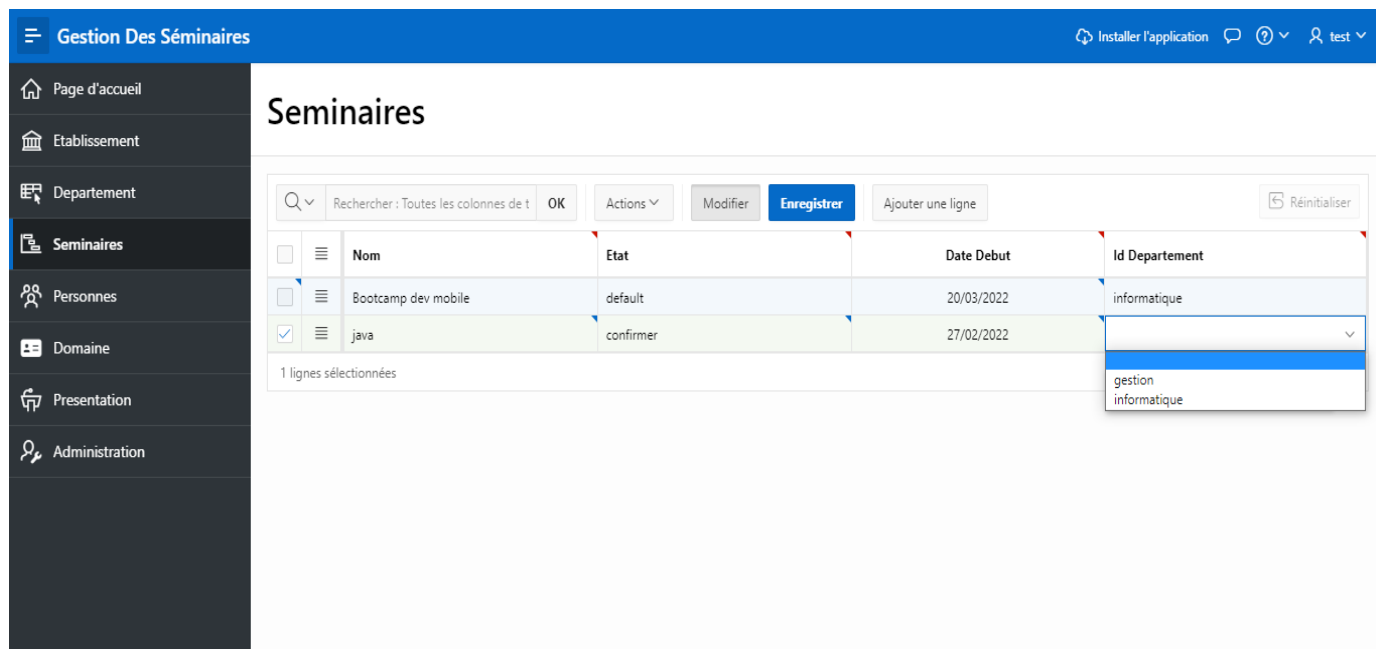 Gestion Des Séminaires
Installer l'application
test
Page d'accueil
Etablissement
Departement
Seminaires
Personnes
Domaine
Presentation
Administration
Seminaires
Rechercher : Toutes les colonnes de t OK Actions Modifier Enregistrer Ajouter une ligne Réinitialiser
Nom Etat Date Debut Id Departement
Bootcamp dev mobile default 20/03/2022 informatique
java confirmer 27/02/2022
gestion
informatique
1 lignes sélectionnées